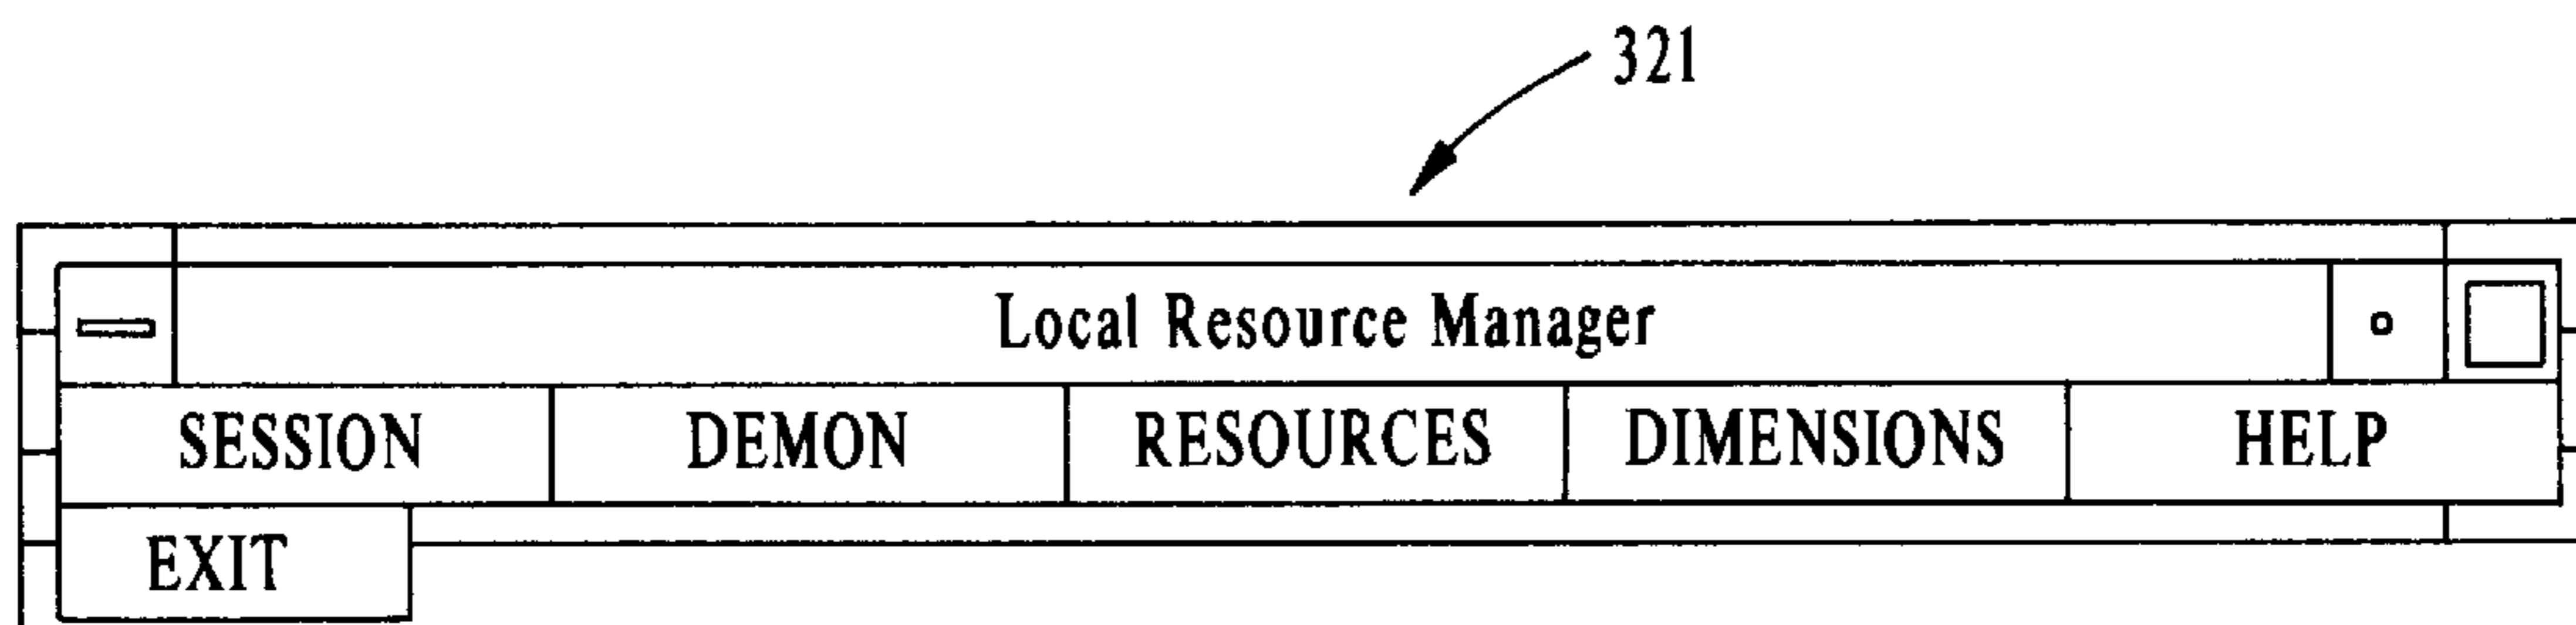 321
Local Resource Manager
SESSION DEMON RESOURCES DIMENSIONS HELP
EXIT